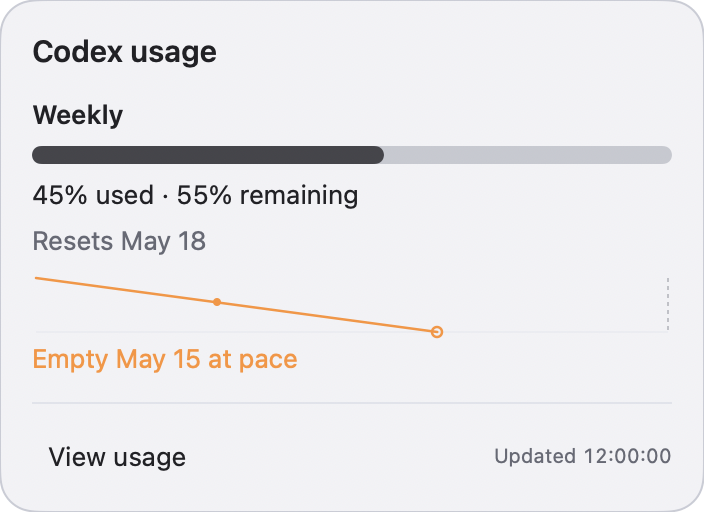 Codex usage
Weekly
45% used · 55% remaining
Resets May 18
Empty May 15 at pace
View usage
Updated 12:00:00